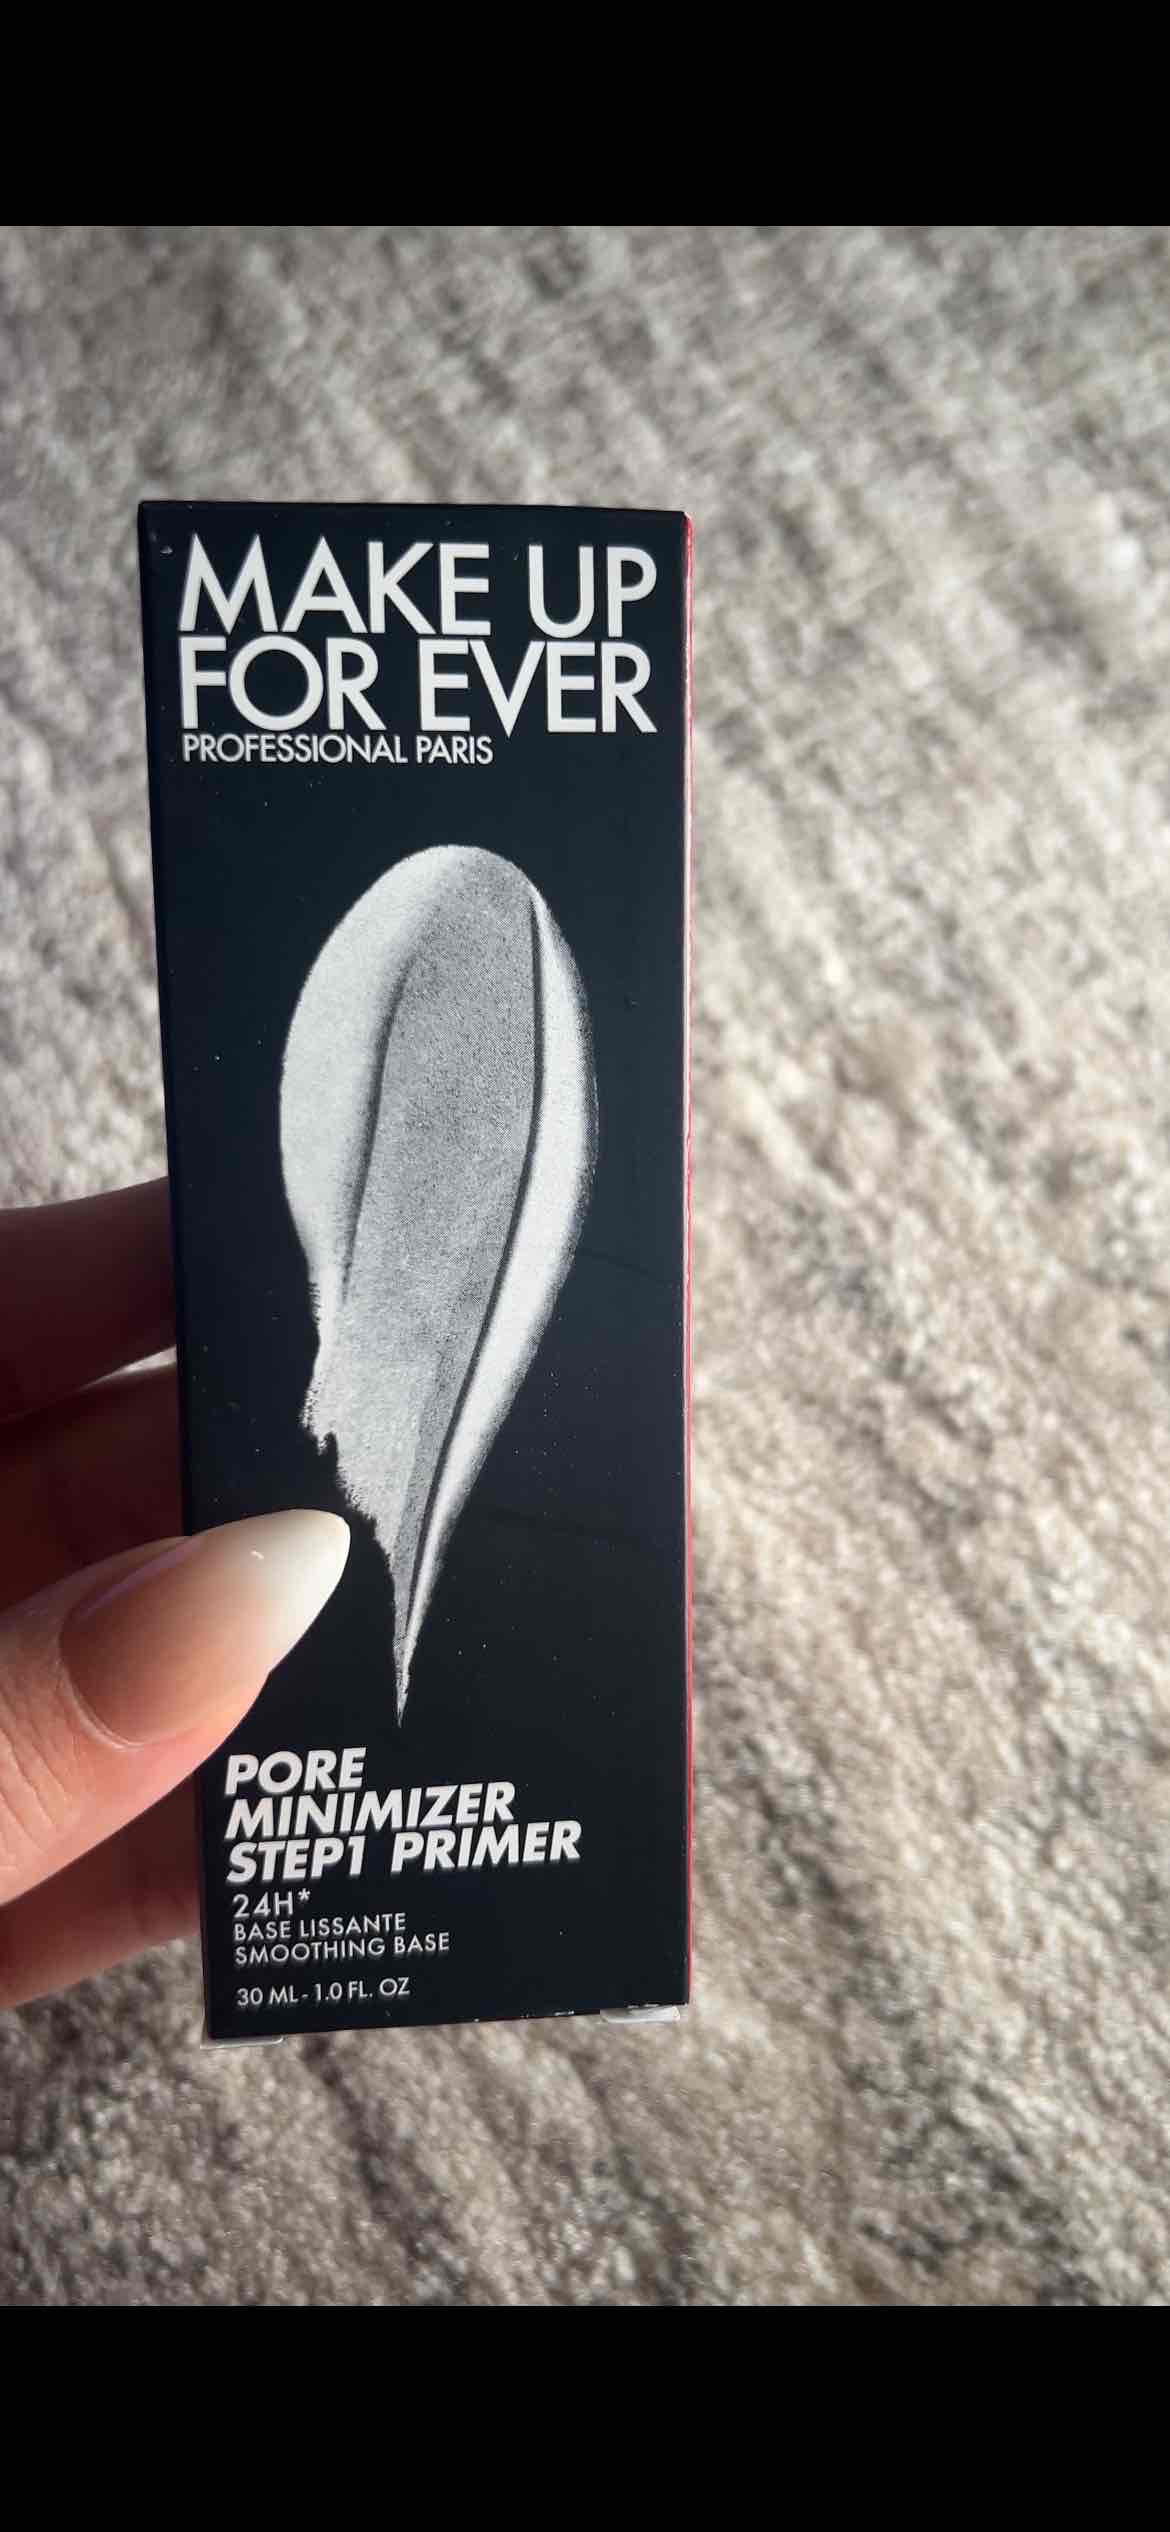 MAKE UP
FOR EVER
PROFESSIONAL PARIS
PORE
MINIMIZER
STEP1 PRIMER
24H*
BASE LISSANTE
SMOOTHING BASE
30 ML - 1.0 FL. OZ